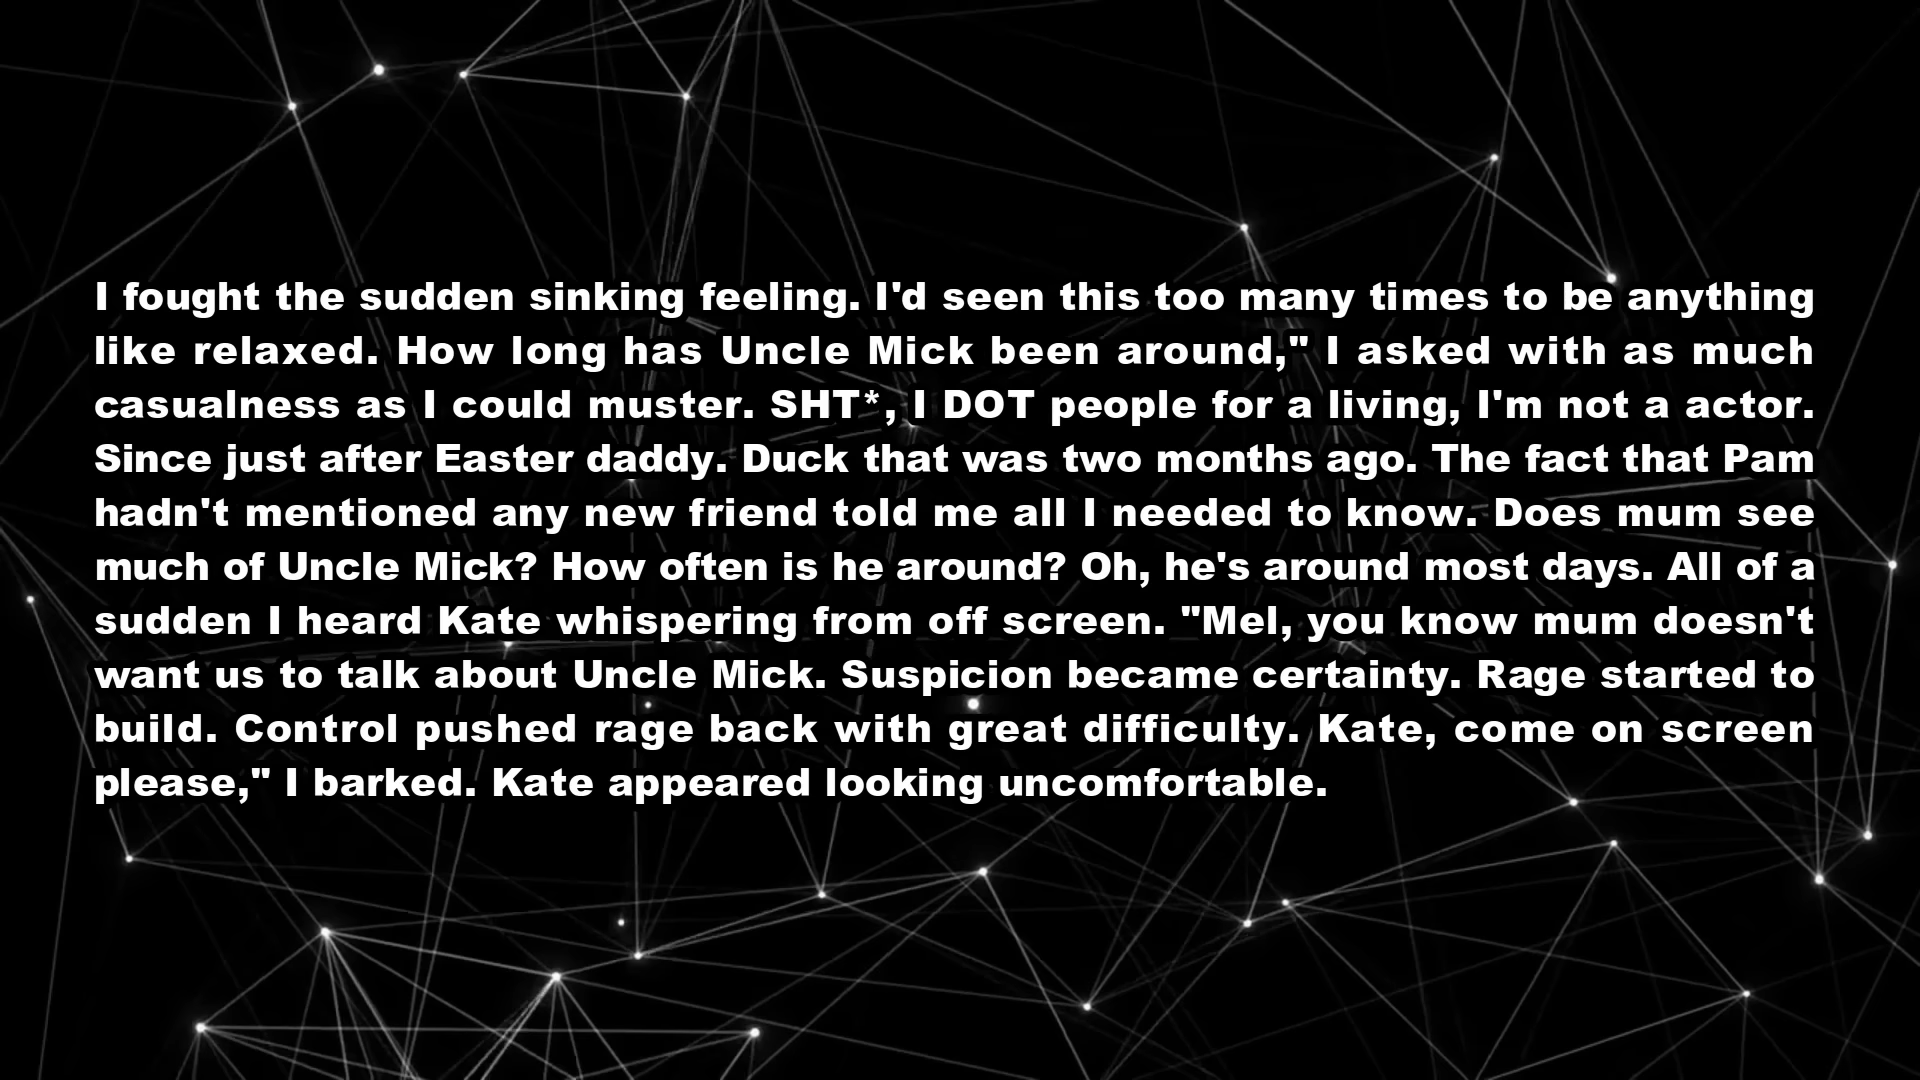 I fought the sudden sinking feeling. I'd seen this too many times to be anything
like relaxed. How long has Uncle Mick been around," I asked with as much
casualness as I could muster. SHT*, I DOT people for a living, I'm not a actor.
Since just after Easter daddy. Duck that was two months ago. The fact that Pam
hadn't mentioned any new friend told me all I needed to know. Does mum see
much of Uncle Mick? How often is he around? Oh, he's around most days. All of a
sudden I heard Kate whispering from off screen. "Mel, you know mum doesn't
want us to talk about Uncle Mick. Suspicion became certainty. Rage started to
build. Control pushed rage back with great difficulty. Kate, come on screen
please," I barked. Kate appeared looking uncomfortable.